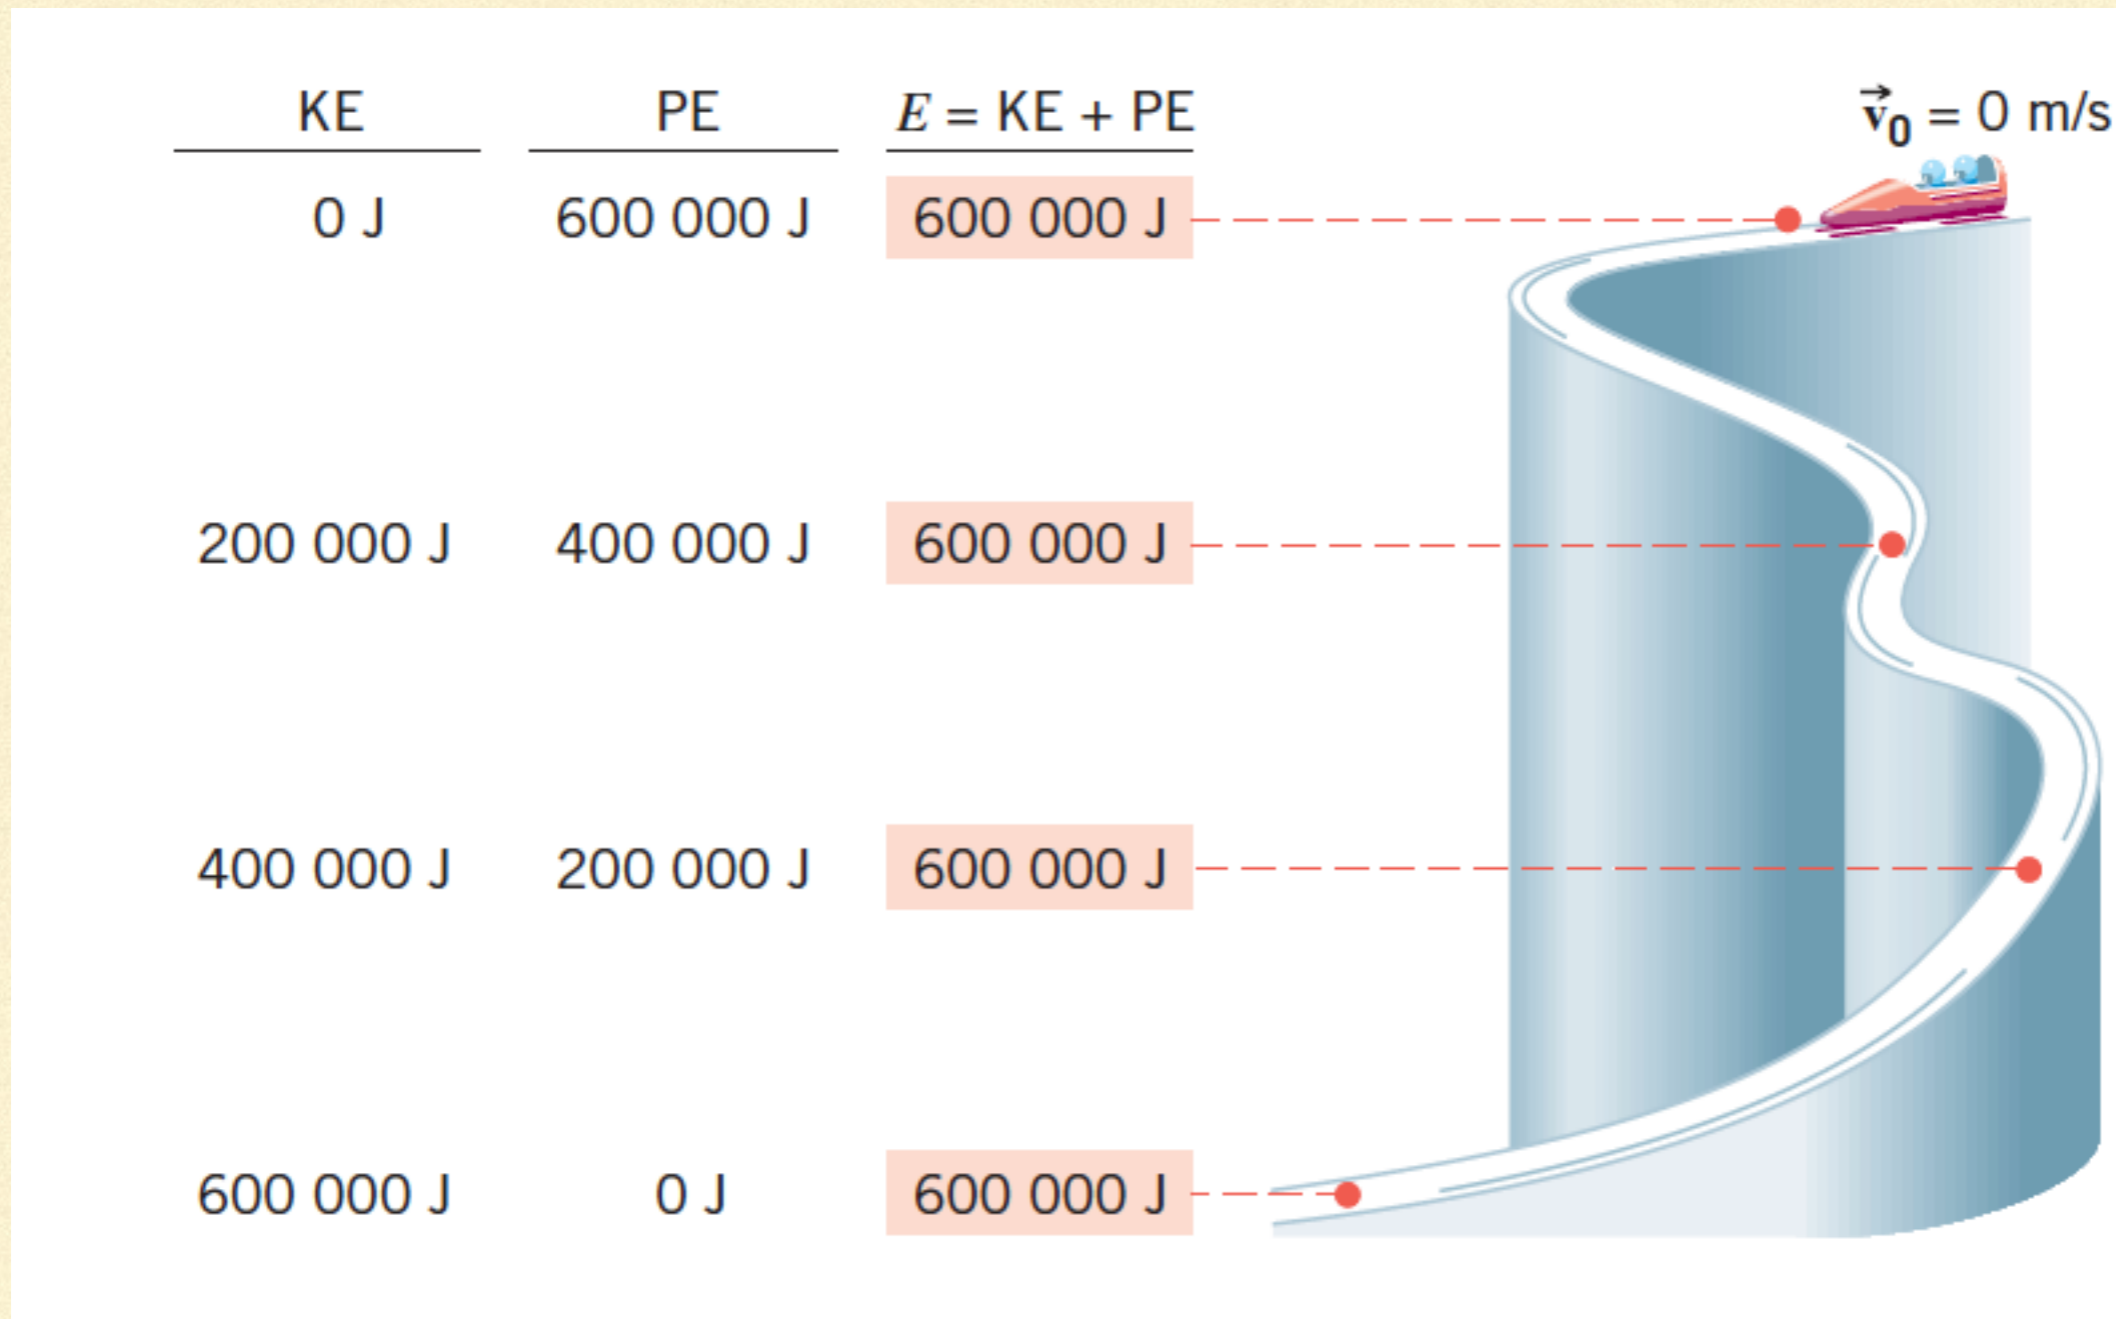 KE PE E = KE + PE v⃗₀ = 0 m/s
0 J 600 000 J 600 000 J
200 000 J 400 000 J 600 000 J
400 000 J 200 000 J 600 000 J
600 000 J 0 J 600 000 J